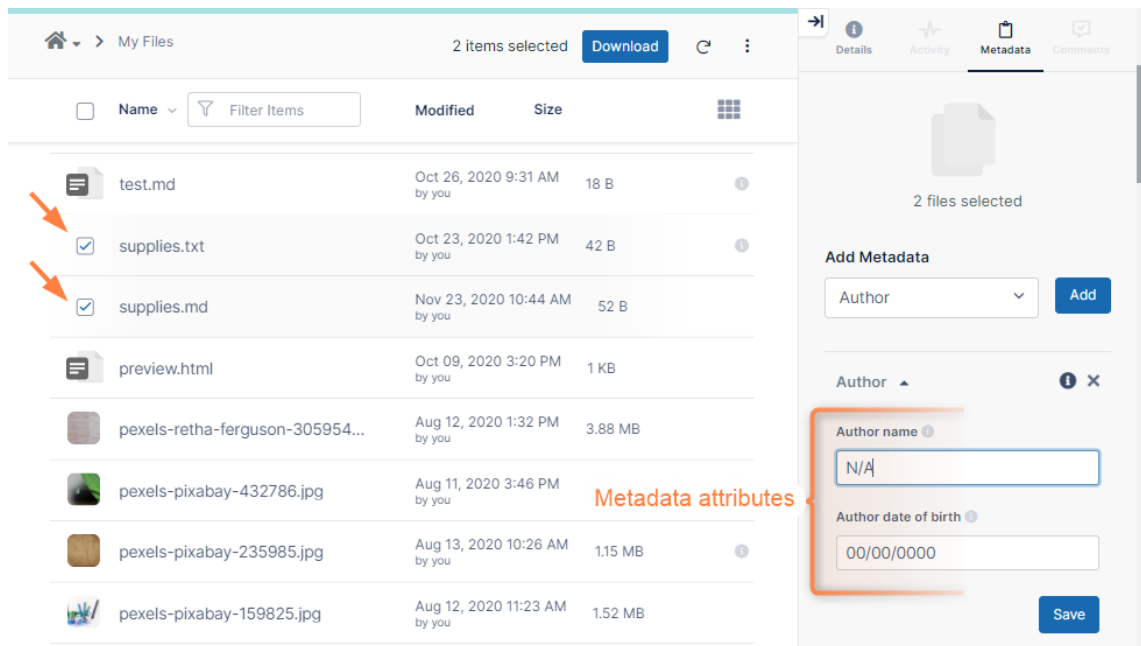 My Files
2 items selected
Download
Details
Activity
Metadata
Comments
Name
Filter Items
Modified
Size
test.md
Oct 26, 2020 9:31 AM
by you
18 B
supplies.txt
Oct 23, 2020 1:42 PM
by you
42 B
supplies.md
Nov 23, 2020 10:44 AM
by you
52 B
preview.html
Oct 09, 2020 3:20 PM
by you
1 KB
pexels-retha-ferguson-305954...
Aug 12, 2020 1:32 PM
by you
3.88 MB
pexels-pixabay-432786.jpg
Aug 11, 2020 3:46 PM
by you
pexels-pixabay-235985.jpg
Aug 13, 2020 10:26 AM
by you
1.15 MB
pexels-pixabay-159825.jpg
Aug 12, 2020 11:23 AM
by you
1.52 MB
2 files selected
Add Metadata
Author
Add
Author
Metadata attributes
Author name
N/A
Author date of birth
00/00/0000
Save